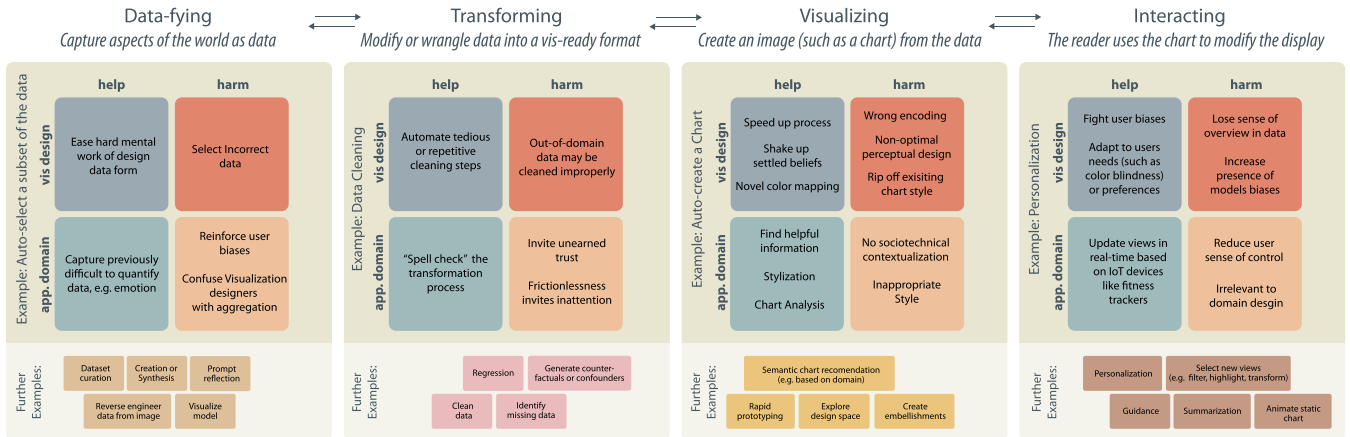 Data-fying
Capture aspects of the world as data
Transforming
Modify or wrangle data into a vis-ready format
Visualizing
Create an image (such as a chart) from the data
Interacting
The reader uses the chart to modify the display
Example: Auto-select a subset of the data
help
harm
vis design
Ease hard mental
work of design
data form
Select Incorrect
data
app. domain
Capture previously
difficult to quantify
data, e.g. emotion
Reinforce user
biases
Confuse Visualization
designers
with aggregation
Further
Examples:
Dataset
curation
Creation or
Synthesis
Prompt
reflection
Reverse engineer
data from image
Visualize
model
Example: Data Cleaning
help
harm
vis design
Automate tedious
or repetitive
cleaning steps
Out-of-domain
data may be
cleaned improperly
app. domain
“Spell check” the
transformation
process
Invite unearned
trust
Frictionlessness
invites inattention
Further
Examples:
Regression
Generate counter-
factuals or confounders
Clean
data
Identify
missing data
Example: Auto-create a Chart
help
harm
vis design
Speed up process
Shake up
settled beliefs
Novel color mapping
Wrong encoding
Non-optimal
perceptual design
Rip off exisiting
chart style
app. domain
Find helpful
information
Stylization
Chart Analysis
No sociotechnical
contextualization
Inappropriate
Style
Further
Examples:
Semantic chart recomendation
(e.g. based on domain)
Rapid
prototyping
Explore
design space
Create
embellishments
Example: Personalization
help
harm
vis design
Fight user biases
Adapt to users
needs (such as
color blindness)
or preferences
Lose sense of
overview in data
Increase
presence of
models biases
app. domain
Update views in
real-time based
on IoT devices
like fitness
trackers
Reduce user
sense of control
Irrelevant to
domain desgin
Further
Examples:
Personalization
Select new views
(e.g. filter, highlight, transform)
Guidance
Summarization
Animate static
chart